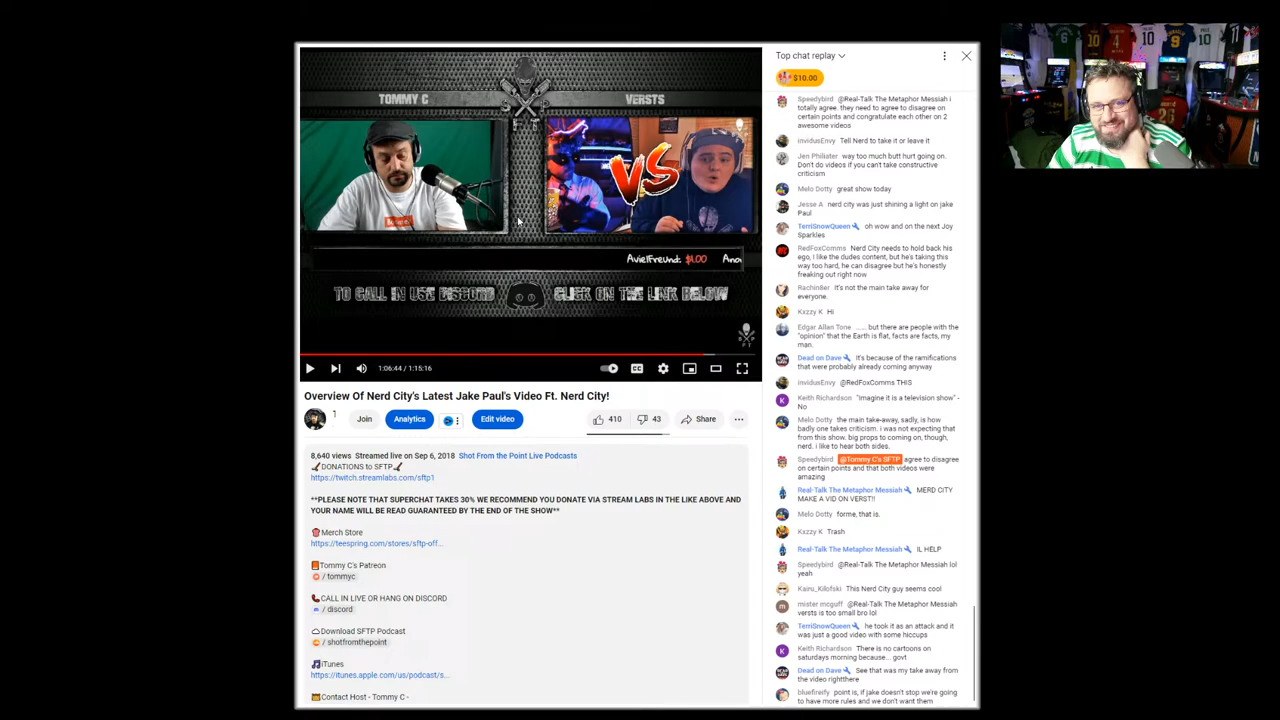 TOMMY C
VERSTS
VS
AvielFreund: $1.00 Ano
TO CALL IN USE DISCORD CLICK ON THE LINK BELOW
1:06:44 / 1:15:16
Overview Of Nerd City's Latest Jake Paul's Video Ft. Nerd City!
1
Join
Analytics
Edit video
410
43
Share
8,640 views Streamed live on Sep 6, 2018 Shot From the Point Live Podcasts
DONATIONS to SFTP
https://twitch.streamlabs.com/sftp1
**PLEASE NOTE THAT SUPERCHAT TAKES 30% WE RECOMMEND YOU DONATE VIA STREAM LABS IN THE LIKE ABOVE AND
YOUR NAME WILL BE READ GUARANTEED BY THE END OF THE SHOW**
Merch Store
https://teespring.com/stores/sftp-off...
Tommy C's Patreon
/ tommyc
CALL IN LIVE OR HANG ON DISCORD
/ discord
Download SFTP Podcast
/ shotfromthepoint
iTunes
https://itunes.apple.com/us/podcast/s...
Contact Host - Tommy C -
Top chat replay
$10.00
Speedybird @Real-Talk The Metaphor Messiah i
totally agree. they need to agree to disagree on
certain points and congratulate each other on 2
awesome videos
invidusEnvy Tell Nerd to take it or leave it
Jen Philiater way too much butt hurt going on.
Don't do videos if you can't take constructive
criticism
Melo Dotty great show today
Jesse A nerd city was just shining a light on jake
Paul
TerriSnowQueen oh wow and on the next Joy
Sparkles
RedFoxComms Nerd City needs to hold back his
ego, I like the dudes content, but he's taking this
way too hard, he can disagree but he's honestly
freaking out right now
Rachin8er It's not the main take away for
everyone.
Kxzzy K Hi
Edgar Allan Tone ...... but there are people with the
"opinion" that the Earth is flat, facts are facts, my
man.
Dead on Dave It's because of the ramifications
that were probably already coming anyway
invidusEnvy @RedFoxComms THIS
Keith Richardson "Imagine it is a television show" -
No
Melo Dotty the main take-away, sadly, is how
badly one takes criticism. i was not expecting that
from this show. big props to coming on, though,
nerd. i like to hear both sides.
Speedybird @Tommy C's SFTP agree to disagree
on certain points and that both videos were
amazing
Real-Talk The Metaphor Messiah MERD CITY
MAKE A VID ON VERST!!
Melo Dotty forme, that is.
Kxzzy K Trash
Real-Talk The Metaphor Messiah IL HELP
Speedybird @Real-Talk The Metaphor Messiah lol
yeah
Kairu_Kilofski This Nerd City guy seems cool
mister mcguff @Real-Talk The Metaphor Messiah
versts is too small bro lol
TerriSnowQueen he took it as an attack and it
was just a good video with some hiccups
Keith Richardson There is no cartoons on
saturdays morning because... govt
Dead on Dave See that was my take away from
the video rightthere
bluefireify point is, if jake doesn't stop we're going
to have more rules and we don't want them